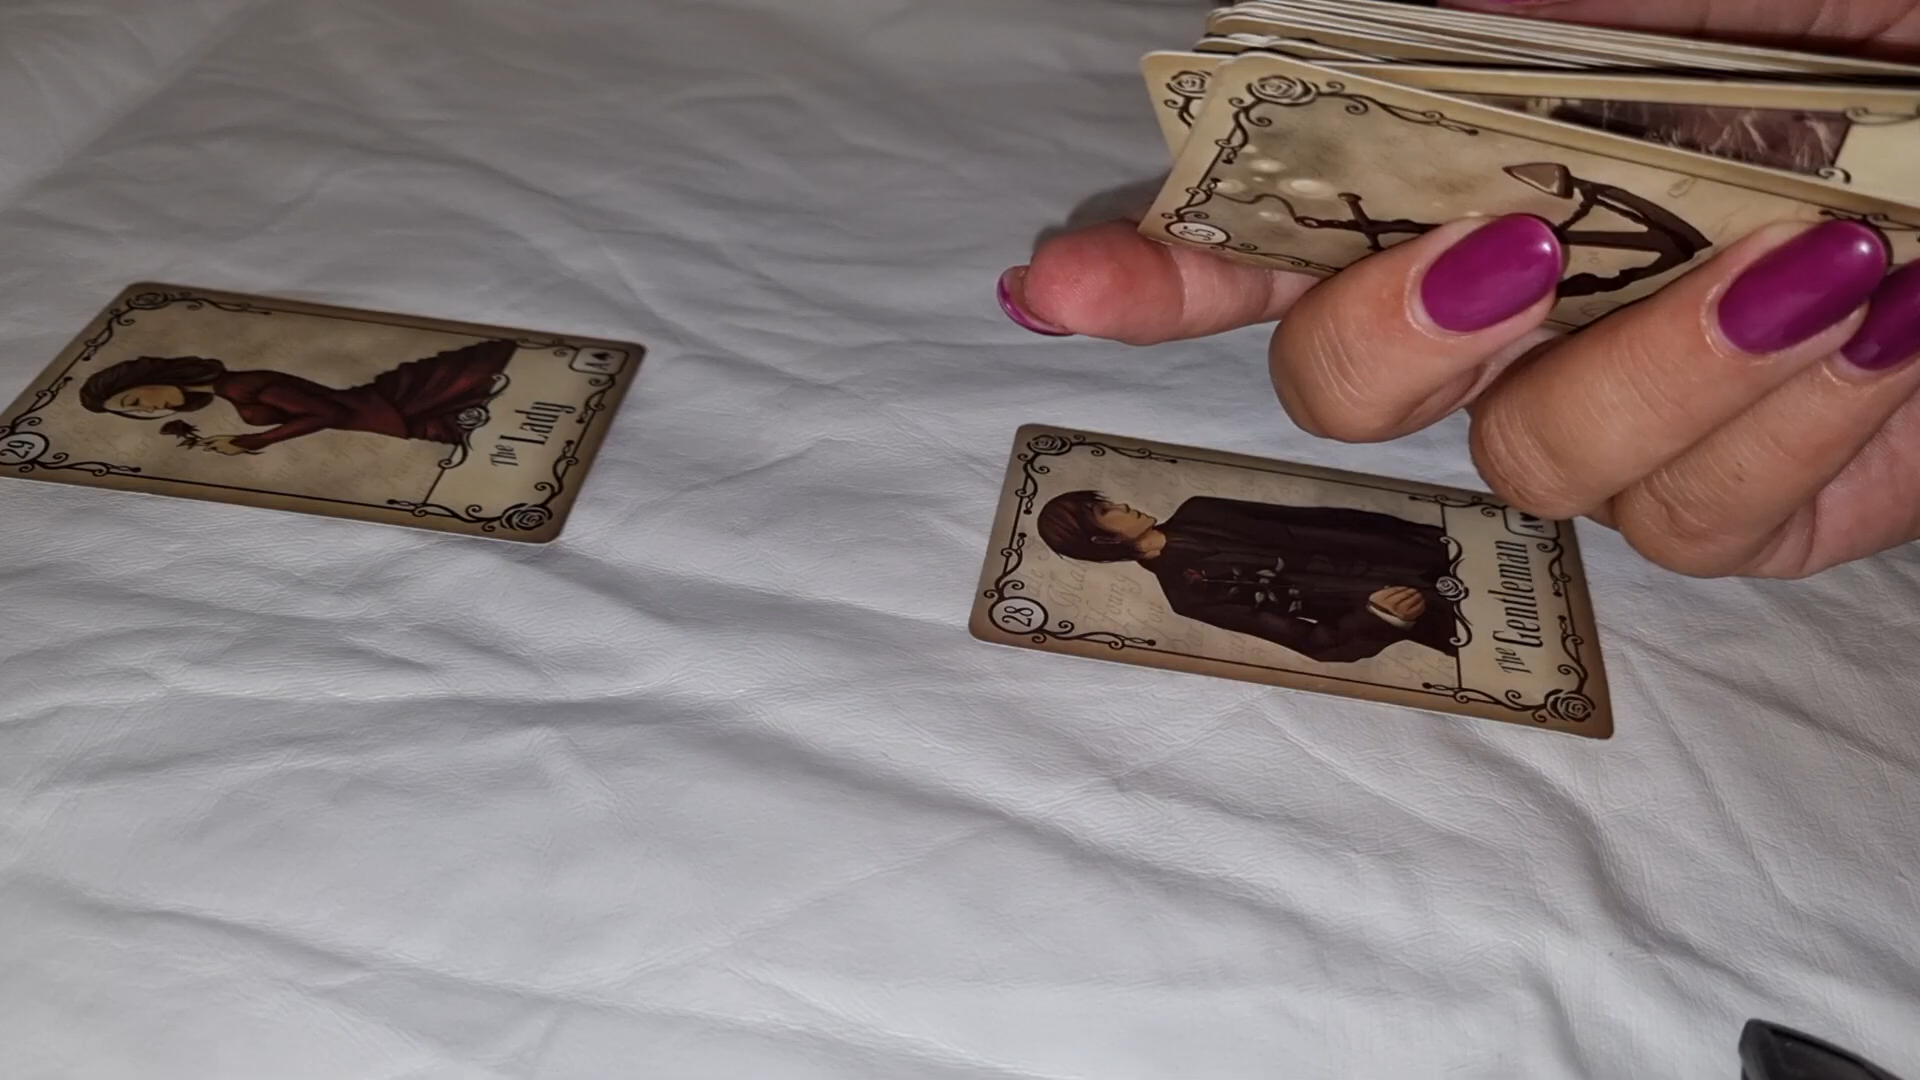 29
The Lady
A♠
28
The Gentleman
A
35